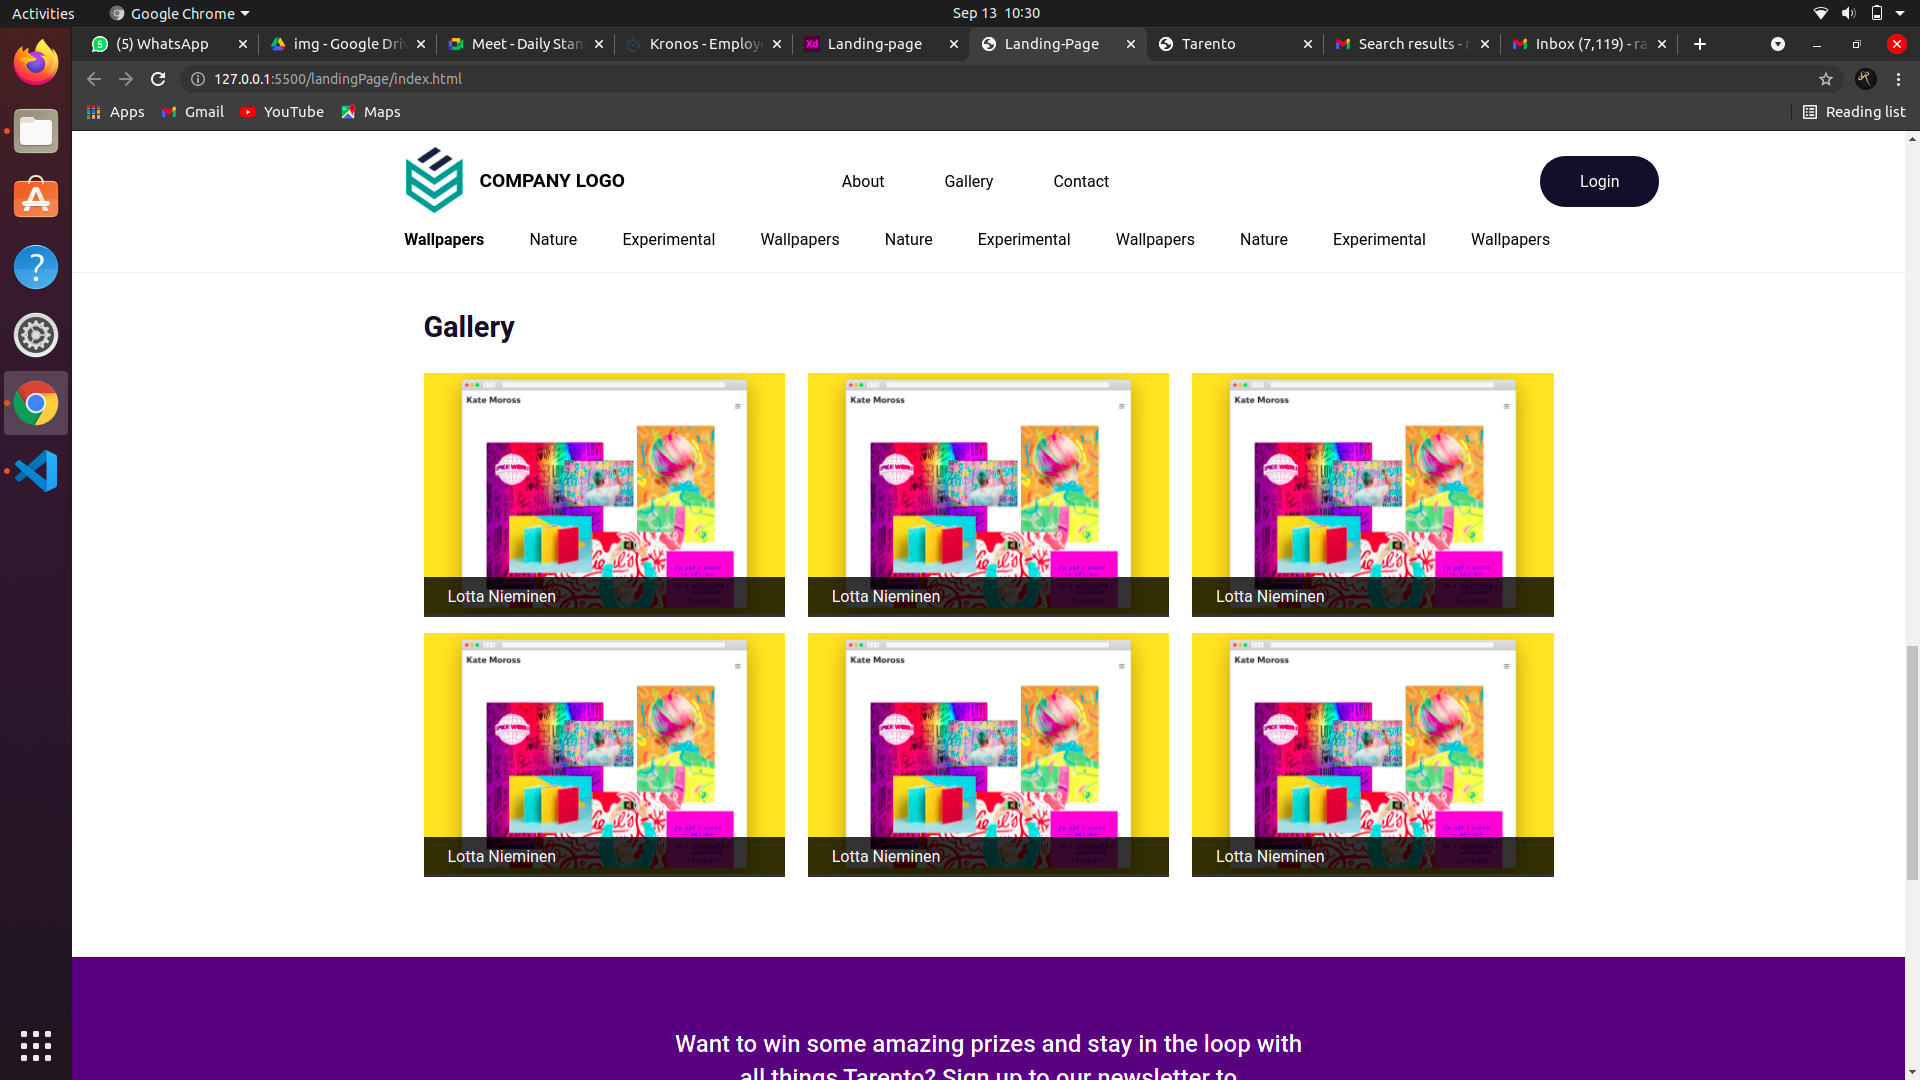 Activities Google Chrome Sep 13 10:30
(5) WhatsApp img - Google Dri Meet - Daily Stan Kronos - Employ Landing-page Landing-Page Tarento Search results - r Inbox (7,119) - ra
127.0.0.1:5500/landingPage/index.html
Apps Gmail YouTube Maps Reading list
COMPANY LOGO About Gallery Contact Login
Wallpapers Nature Experimental Wallpapers Nature Experimental Wallpapers Nature Experimental Wallpapers
Gallery
Kate Moross Kate Moross Kate Moross
Lotta Nieminen Lotta Nieminen Lotta Nieminen
Kate Moross Kate Moross Kate Moross
Lotta Nieminen Lotta Nieminen Lotta Nieminen
Want to win some amazing prizes and stay in the loop with
all things Tarento? Sign up to our newsletter to